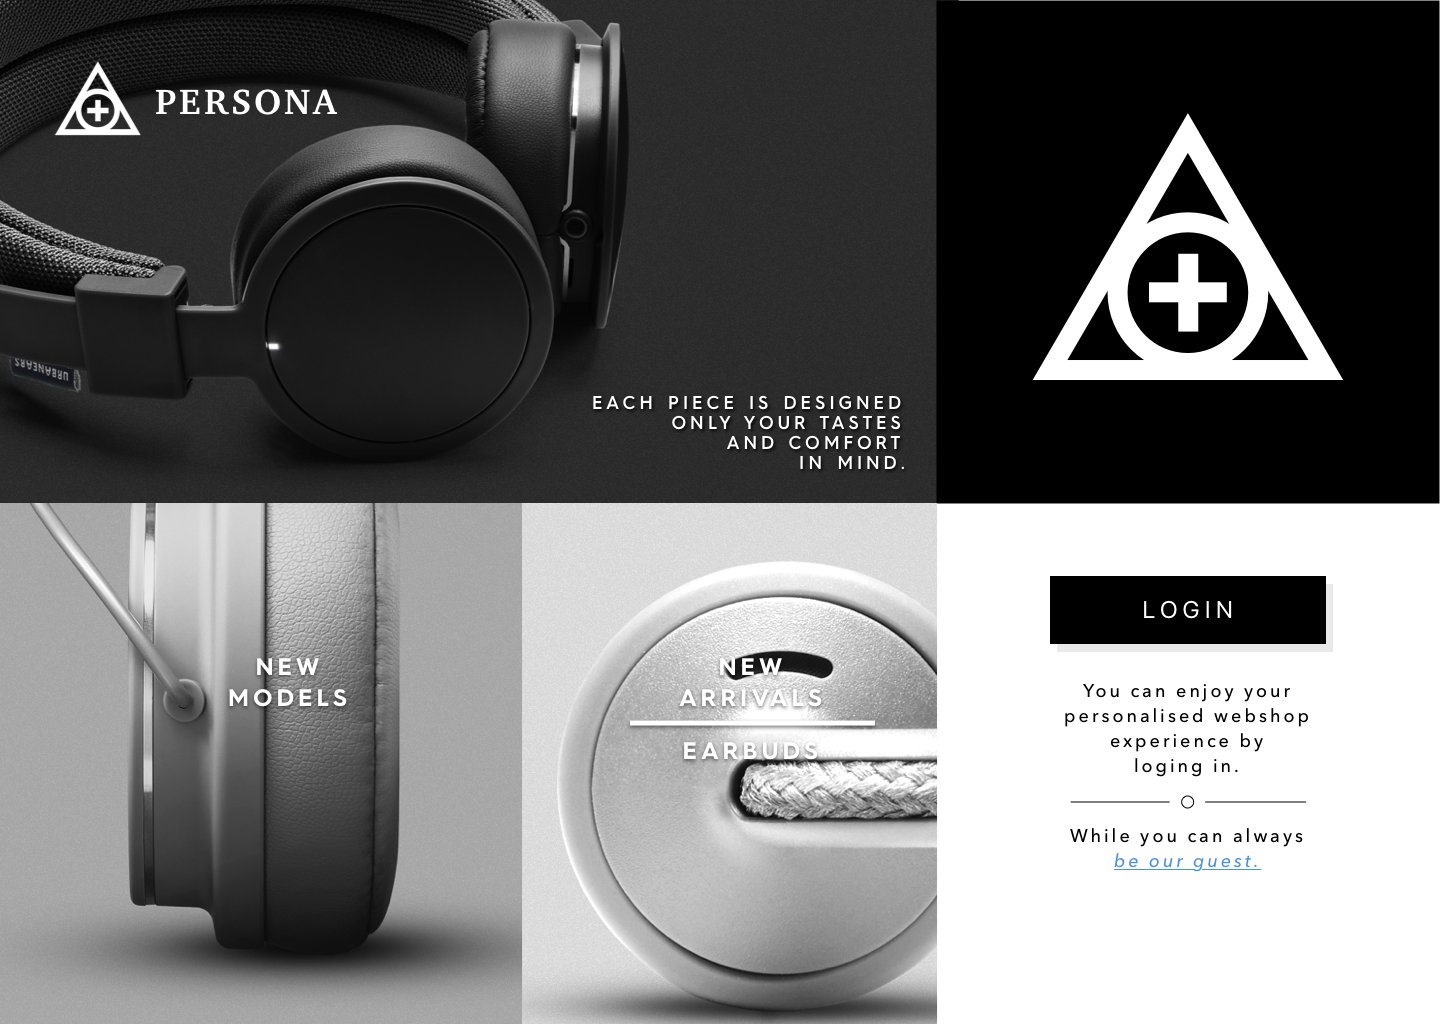 PERSONA
URBANEARS
EACH PIECE IS DESIGNED
ONLY YOUR TASTES
AND COMFORT
IN MIND.
NEW
MODELS
NEW
ARRIVALS
EARBUDS
LOGIN
You can enjoy your
personalised webshop
experience by
loging in.
While you can always
be our guest.